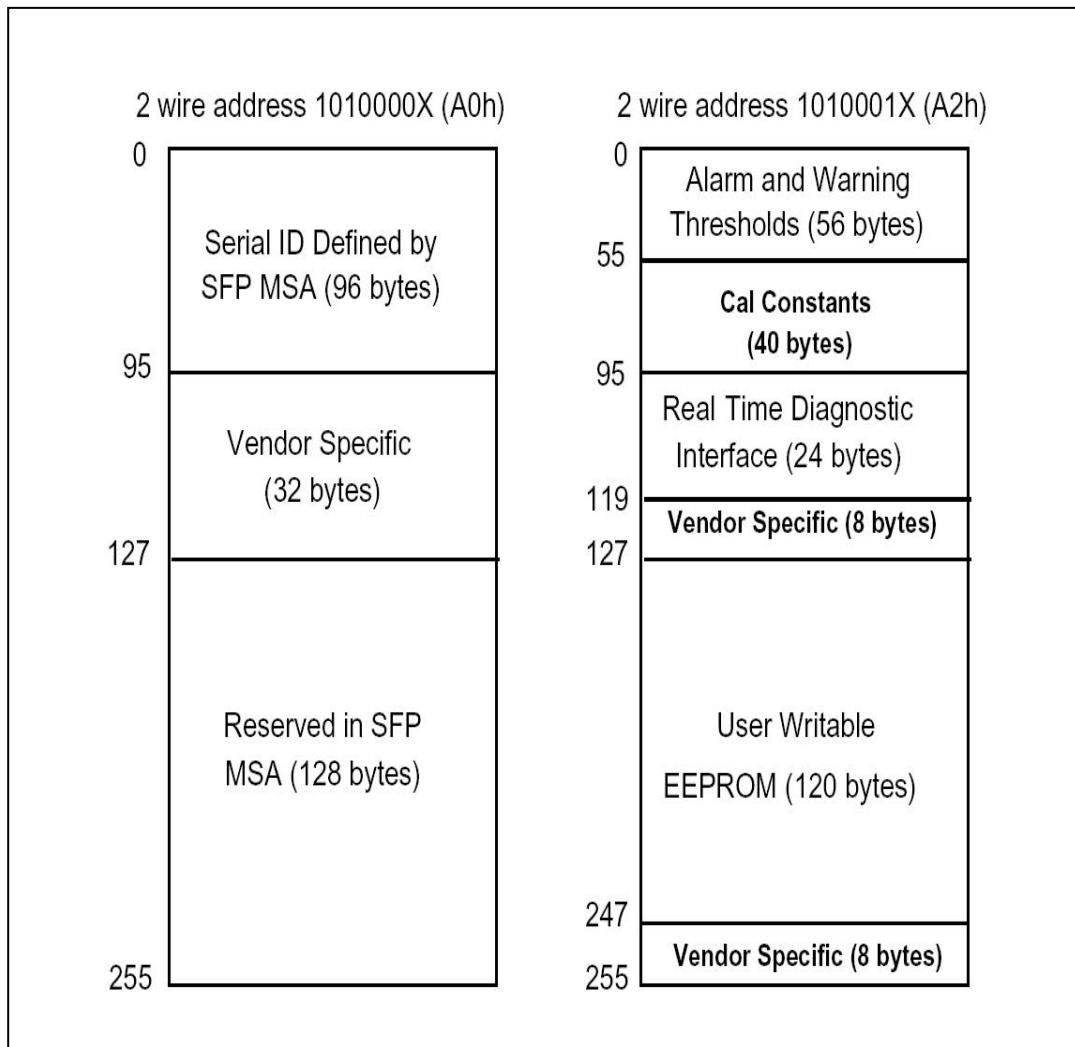 2 wire address 1010000X (A0h)
0
Serial ID Defined by
SFP MSA (96 bytes)
95
Vendor Specific
(32 bytes)
127
Reserved in SFP
MSA (128 bytes)
255
2 wire address 1010001X (A2h)
0
Alarm and Warning
Thresholds (56 bytes)
55
Cal Constants
(40 bytes)
95
Real Time Diagnostic
Interface (24 bytes)
119
Vendor Specific (8 bytes)
127
User Writable
EEPROM (120 bytes)
247
Vendor Specific (8 bytes)
255